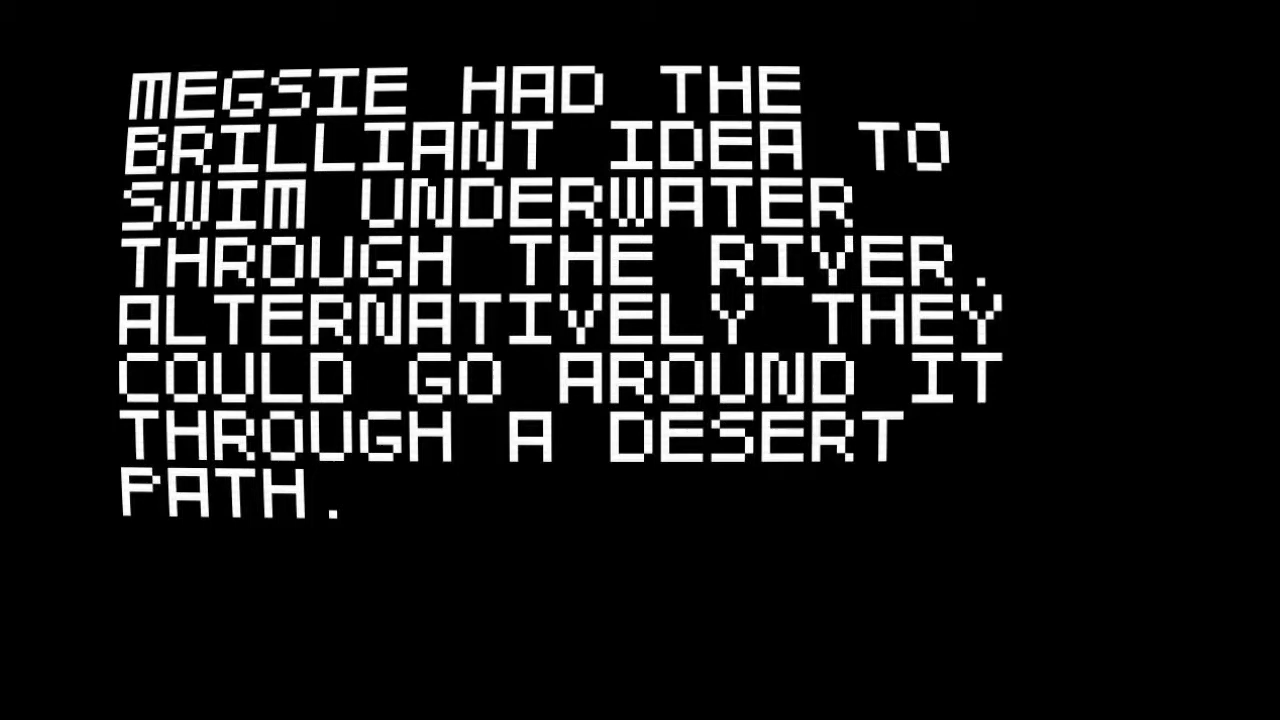 MEGSIE HAD THE
BRILLIANT IDEA TO
SWIM UNDERWATER
THROUGH THE RIVER.
ALTERNATIVELY THEY
COULD GO AROUND IT
THROUGH A DESERT
PATH.